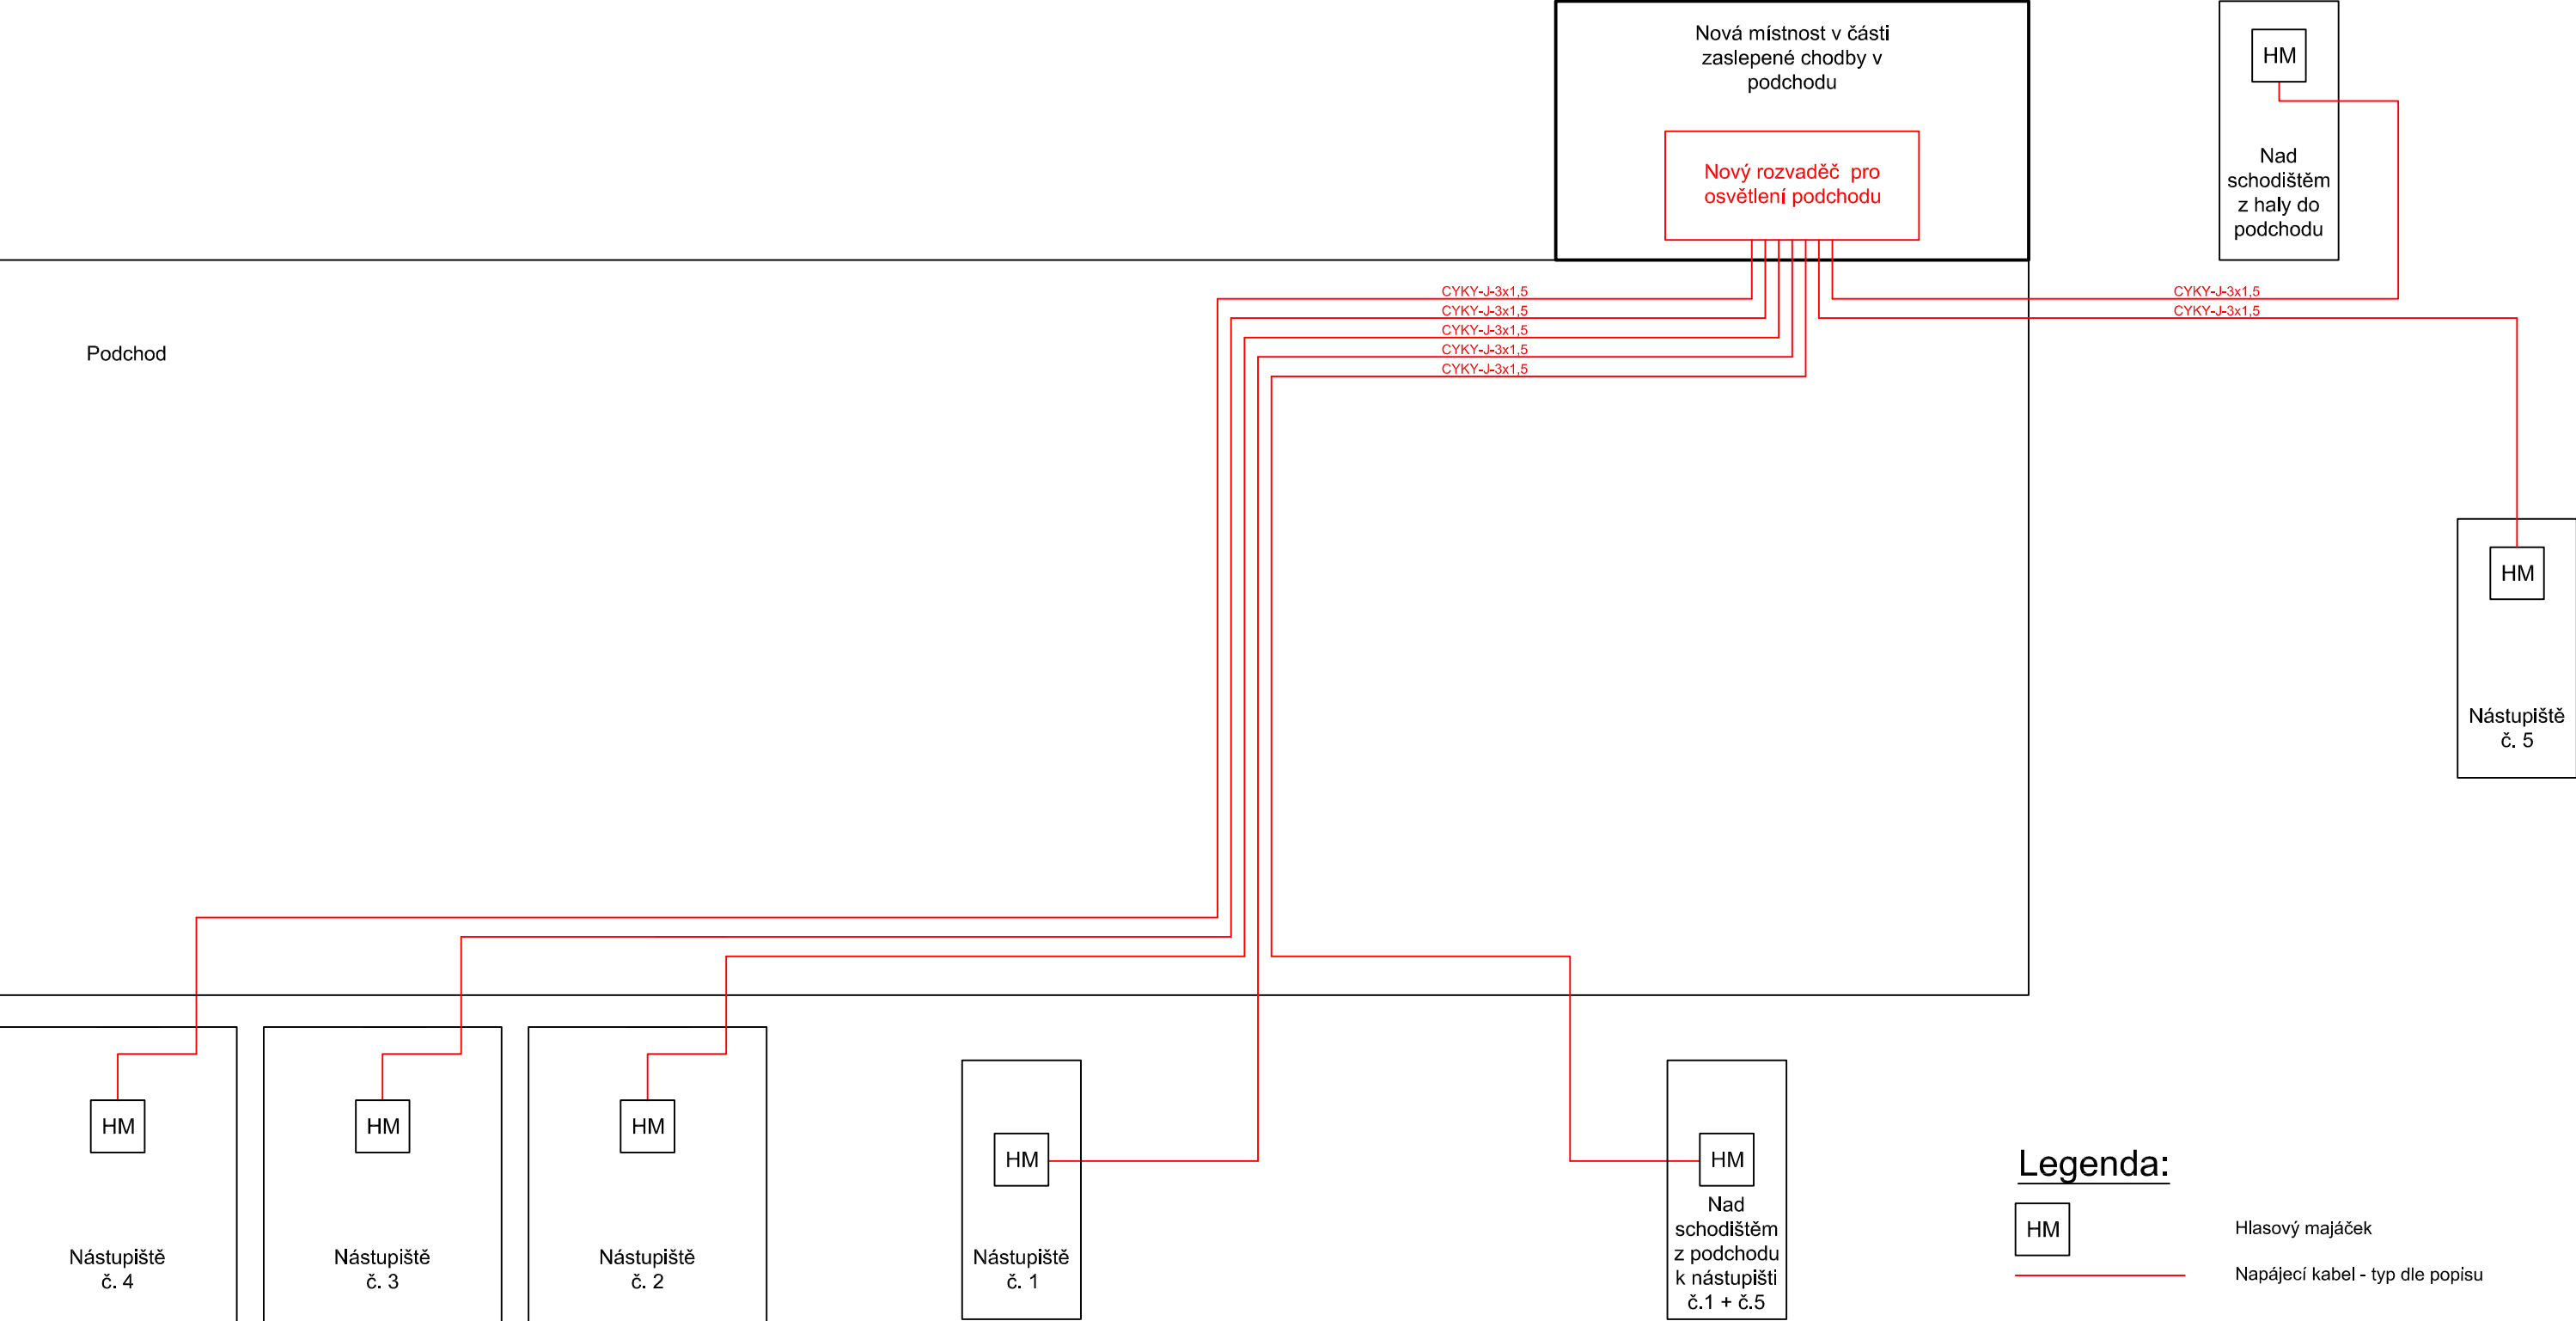 Nová místnost v části
zaslepené chodby v
podchodu
Nový rozvaděč pro
osvětlení podchodu
HM
Nad
schodištěm
z haly do
podchodu
CYKY-J-3x1,5
CYKY-J-3x1,5
CYKY-J-3x1,5
CYKY-J-3x1,5
CYKY-J-3x1,5
CYKY-J-3x1,5
CYKY-J-3x1,5
Podchod
HM
Nástupiště
č. 5
HM
Nástupiště
č. 4
HM
Nástupiště
č. 3
HM
Nástupiště
č. 2
HM
Nástupiště
č. 1
HM
Nad
schodištěm
z podchodu
k nástupišti
č.1 + č.5
Legenda:
HM
Hlasový majáček
Napájecí kabel - typ dle popisu